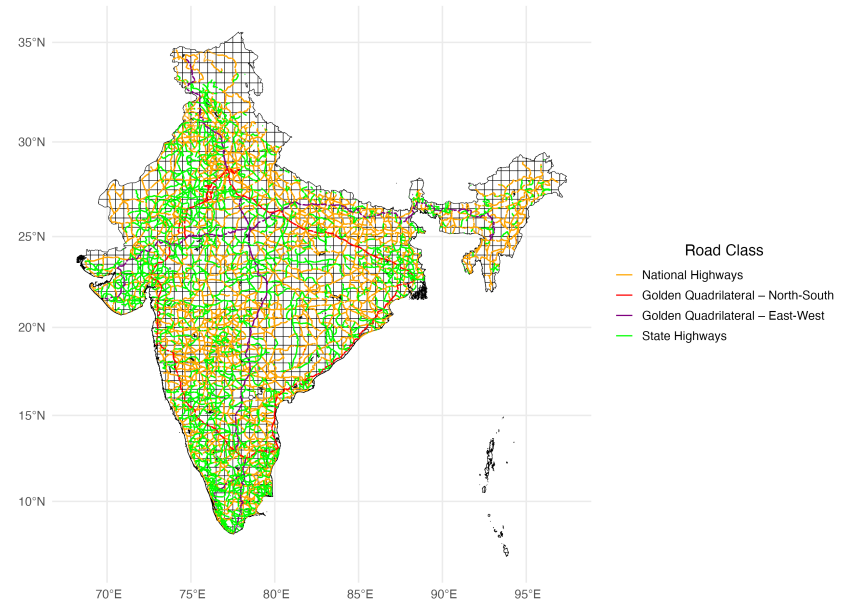 35°N
30°N
25°N
20°N
15°N
10°N
70°E
75°E
80°E
85°E
90°E
95°E
Road Class
National Highways
Golden Quadrilateral – North-South
Golden Quadrilateral – East-West
State Highways